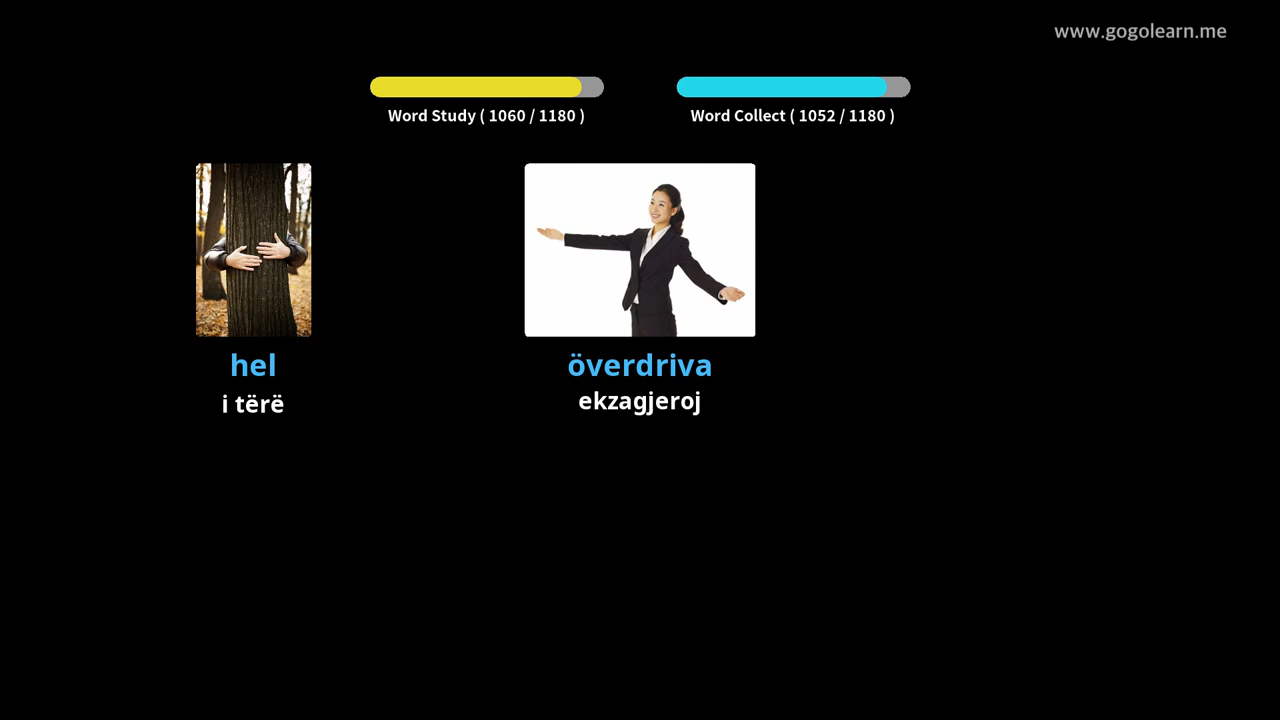 www.gogolearn.me
Word Study ( 1060 / 1180 )
Word Collect ( 1052 / 1180 )
hel
i tërë
överdriva
ekzagjeroj